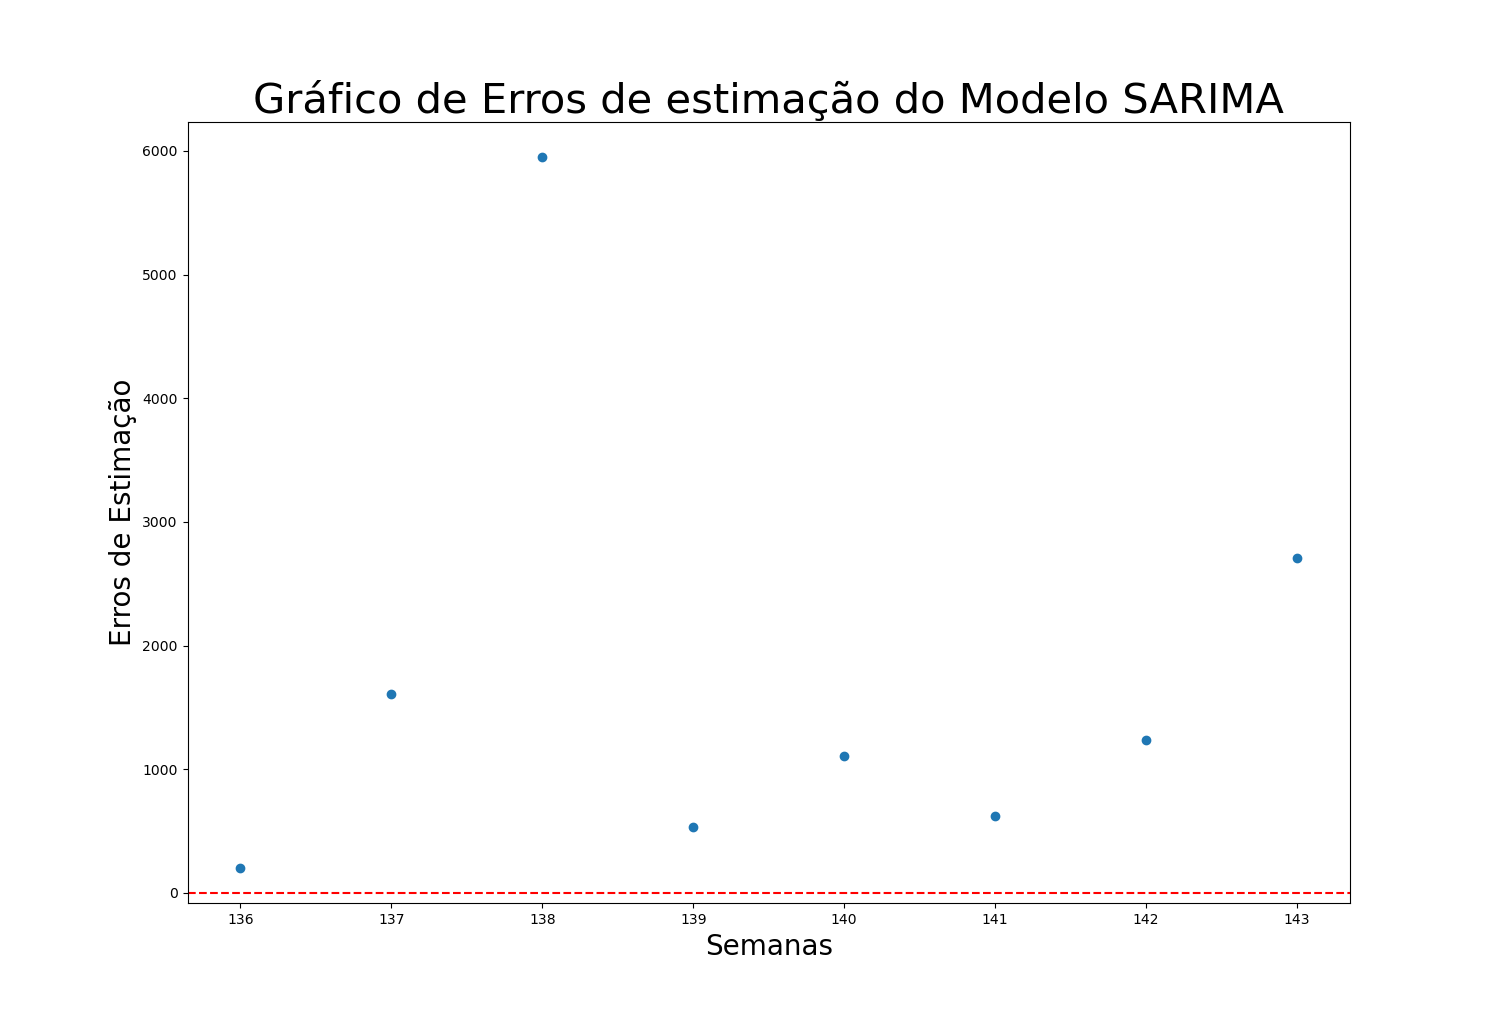 Gráfico de Erros de estimação do Modelo SARIMA
6000
5000
4000
3000
2000
1000
0
Erros de Estimação
136 137 138 139 140 141 142 143
Semanas